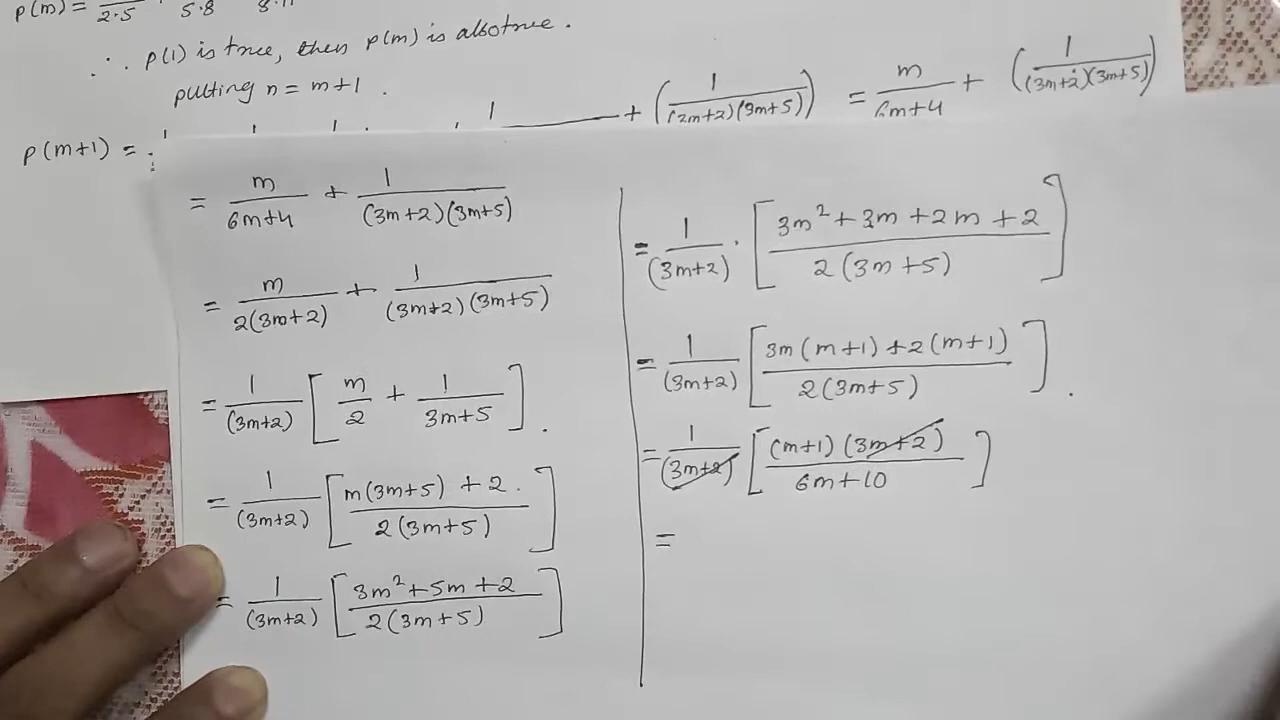 p(m) = 2·5 5·8 8·11
∴ p(1) is true, then p(m) is also true.
putting n = m+1.
p(m+1) = 1 + (1/(3m+2)(3m+5)) = m/6m+4 + (1/(3m+2)(3m+5))
= m/6m+4 + 1/(3m+2)(3m+5)
= m/2(3m+2) + 1/(3m+2)(3m+5)
= 1/(3m+2) [m/2 + 1/3m+5].
= 1/(3m+2) [m(3m+5) + 2./2(3m+5)]
= 1/(3m+2) [3m²+5m+2/2(3m+5)]
= 1/(3m+2) · [3m²+3m+2m+2/2(3m+5)]
= 1/(3m+2) [3m(m+1)+2(m+1)/2(3m+5)].
= 1/(3m+2) [(m+1)(3m+2)/6m+10]
=